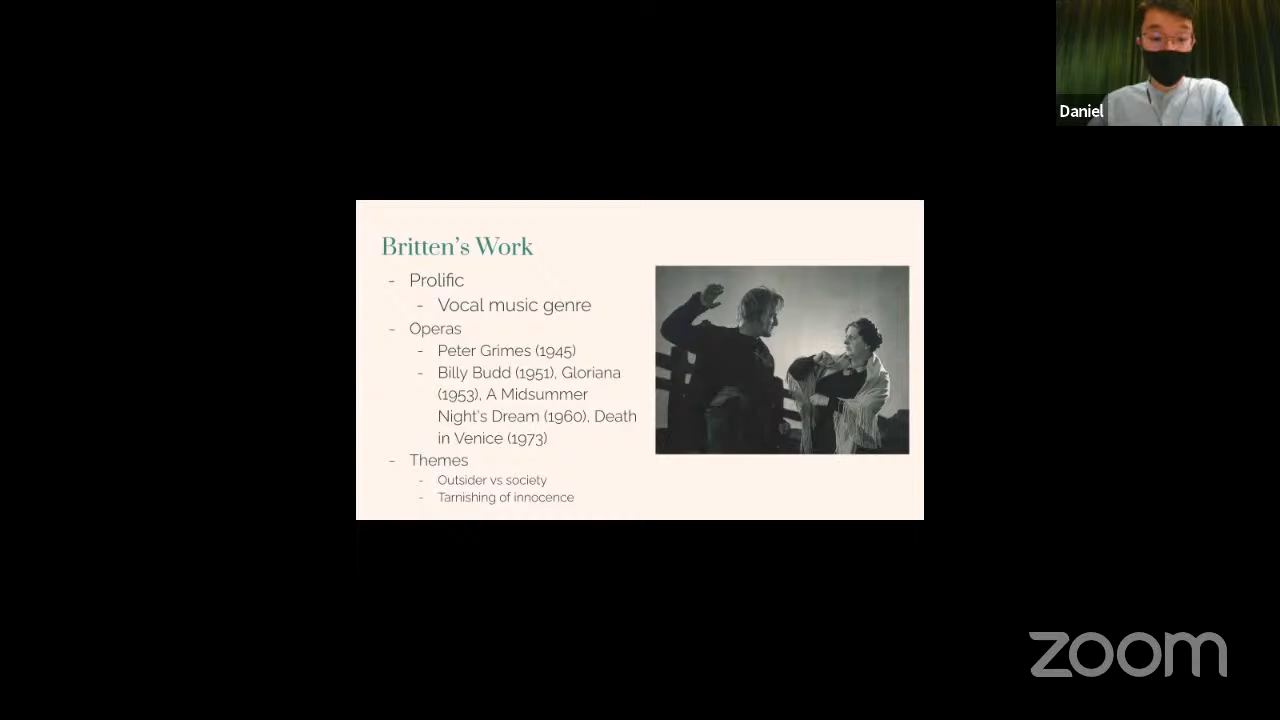 Daniel
Britten's Work
- Prolific
- Vocal music genre
- Operas
- Peter Grimes (1945)
- Billy Budd (1951), Gloriana
(1953), A Midsummer
Night's Dream (1960), Death
in Venice (1973)
- Themes
- Outsider vs society
- Tarnishing of innocence
zoom